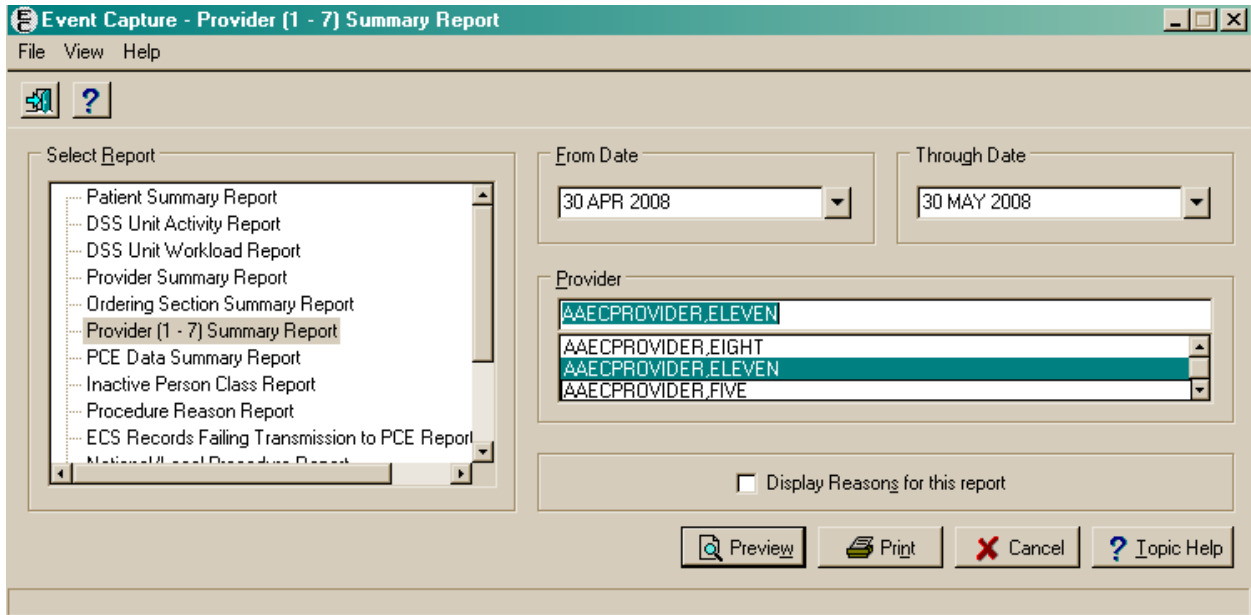 Event Capture - Provider (1 - 7) Summary Report
File View Help
Select Report
Patient Summary Report
DSS Unit Activity Report
DSS Unit Workload Report
Provider Summary Report
Ordering Section Summary Report
Provider (1 - 7) Summary Report
PCE Data Summary Report
Inactive Person Class Report
Procedure Reason Report
ECS Records Failing Transmission to PCE Report
National/Local Procedure Report
From Date
30 APR 2008
Through Date
30 MAY 2008
Provider
AAECPROVIDER,ELEVEN
AAECPROVIDER,EIGHT
AAECPROVIDER,ELEVEN
AAECPROVIDER,FIVE
Display Reasons for this report
Preview Print Cancel ? Topic Help